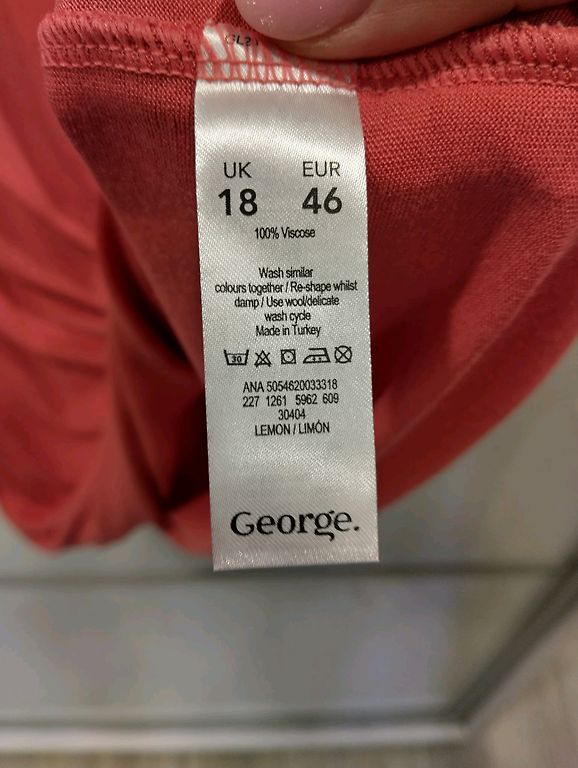 UK EUR
18 46
100% Viscose
Wash similar
colours together / Re-shape whilst
damp / Use wool/delicate
wash cycle
Made in Turkey
30
ANA 5054620033318
227 1261 5962 609
30404
LEMON / LIMÓN
George.